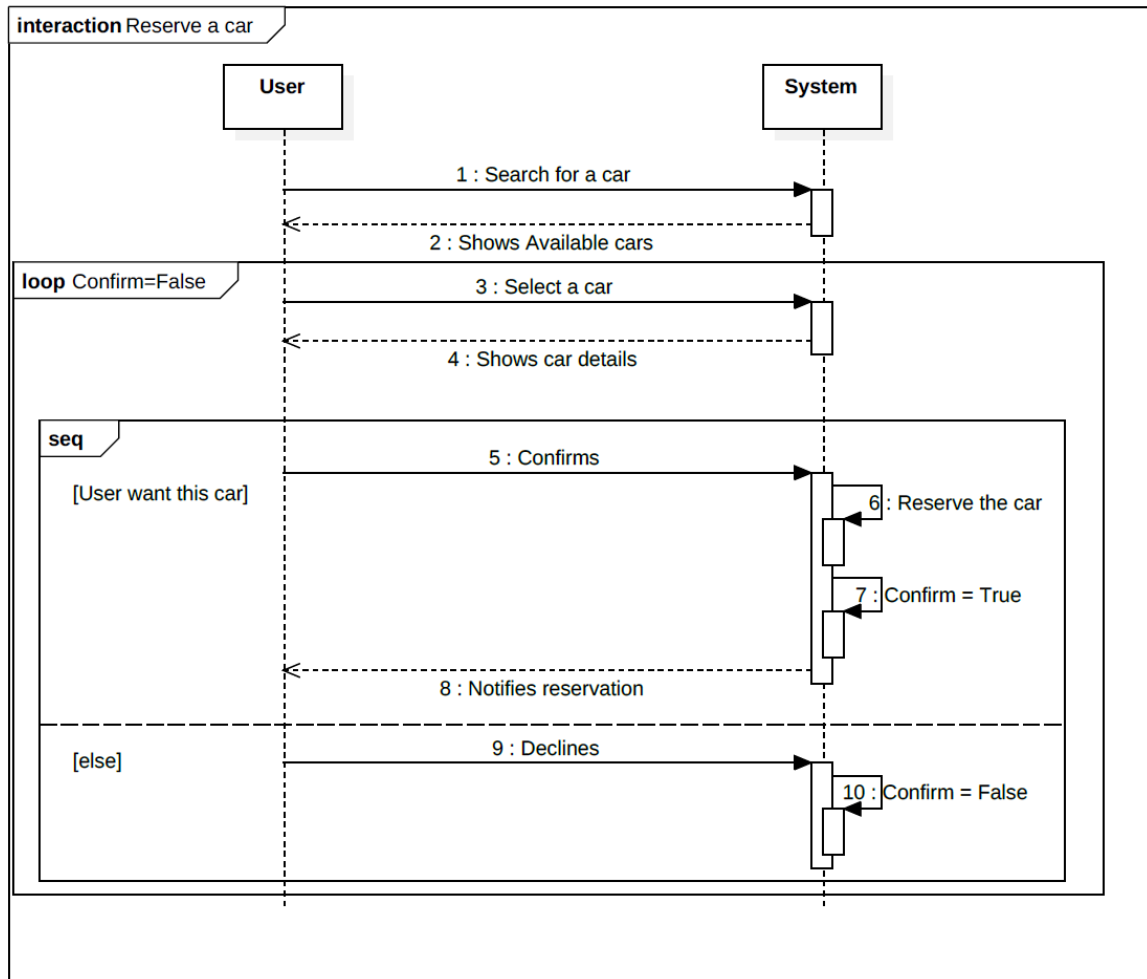 interaction Reserve a car
User
System
1 : Search for a car
2 : Shows Available cars
loop Confirm=False
3 : Select a car
4 : Shows car details
seq
5 : Confirms
[User want this car]
6 : Reserve the car
7 : Confirm = True
8 : Notifies reservation
9 : Declines
[else]
10 : Confirm = False